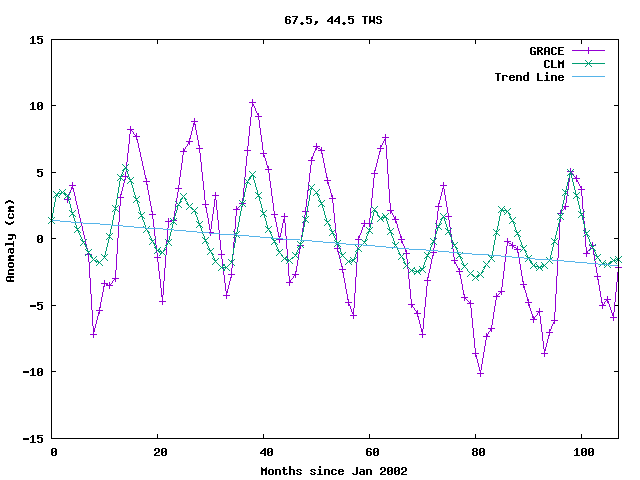 67.5, 44.5 TWS
GRACE
CLM
Trend Line
15
10
5
0
-5
-10
-15
Anomaly (cm)
0 20 40 60 80 100
Months since Jan 2002